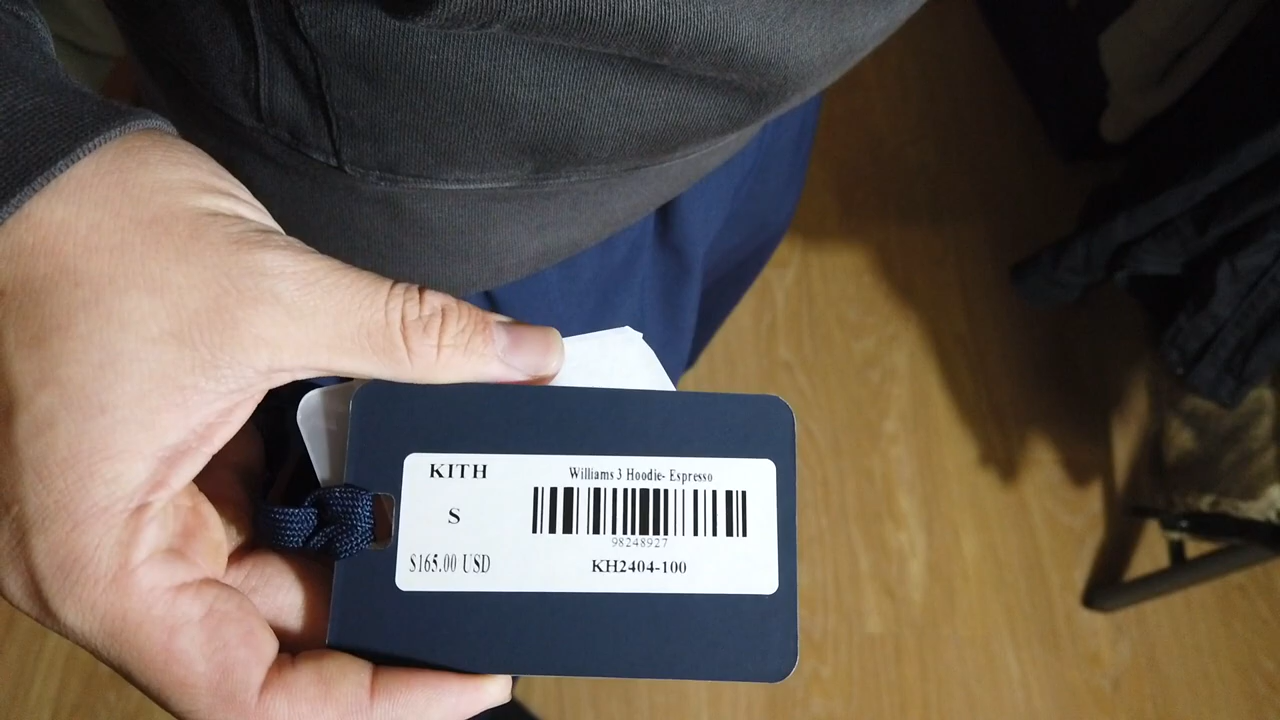 KITH
S
$165.00 USD
Williams 3 Hoodie- Espresso
98248927
KH2404-100